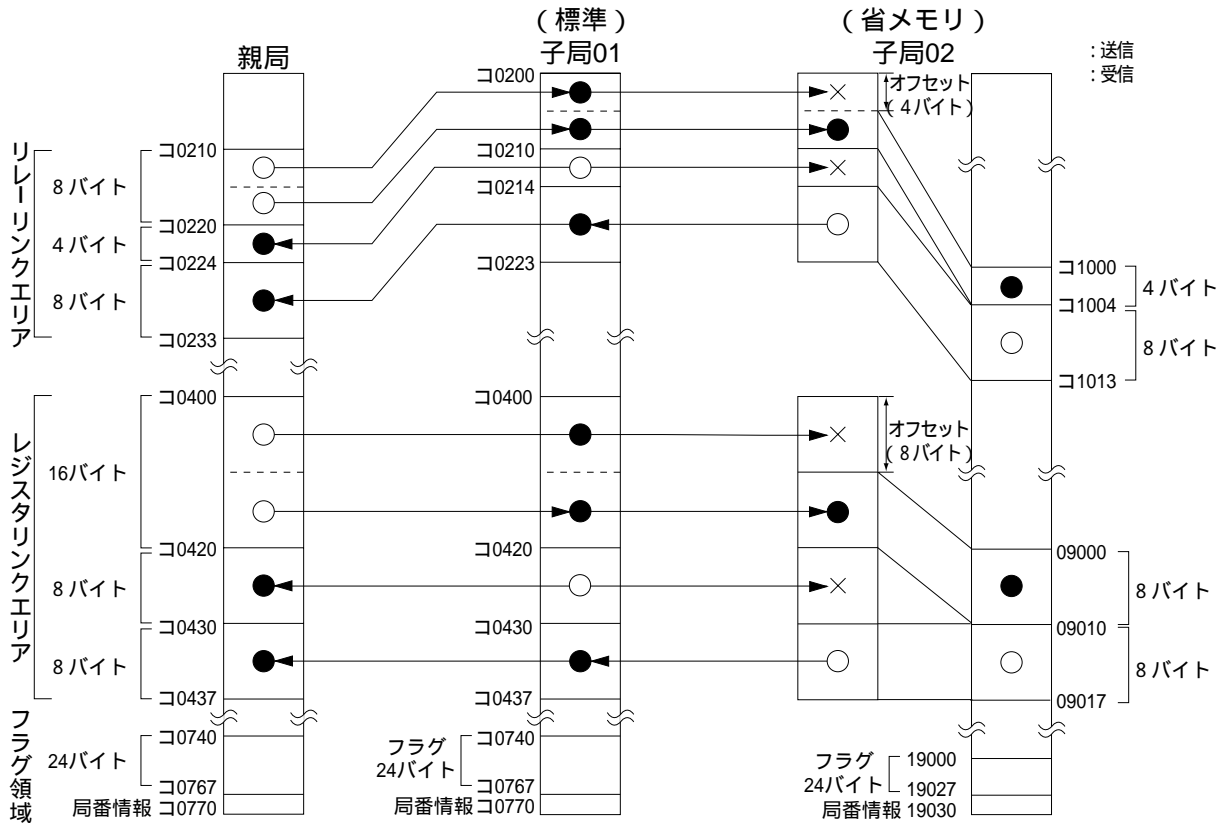 （標準）
（省メモリ）
親局
子局01
子局02
：送信
：受信
リレーリンクエリア
8バイト
4バイト
8バイト
コ0210
コ0220
コ0224
コ0233
コ0200
コ0210
コ0214
コ0223
オフセット
（4バイト）
コ1000
コ1004
コ1013
4バイト
8バイト
レジスタリンクエリア
16バイト
8バイト
8バイト
コ0400
コ0420
コ0430
コ0437
コ0400
コ0420
コ0430
コ0437
オフセット
（8バイト）
09000
09010
09017
8バイト
8バイト
フラグ領域
24バイト
コ0740
コ0767
局番情報 コ0770
フラグ
24バイト
コ0740
コ0767
局番情報 コ0770
フラグ
24バイト
19000
19027
局番情報 19030